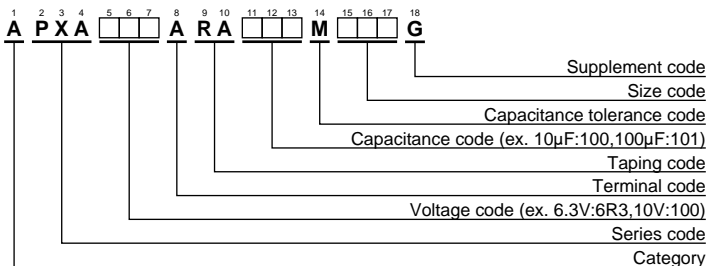 1 2 3 4 5 6 7 8 9 10 11 12 13 14 15 16 17 18
A PXA □□□ A RA □□□ M □□□ G
Supplement code
Size code
Capacitance tolerance code
Capacitance code (ex. 10μF:100,100μF:101)
Taping code
Terminal code
Voltage code (ex. 6.3V:6R3,10V:100)
Series code
Category